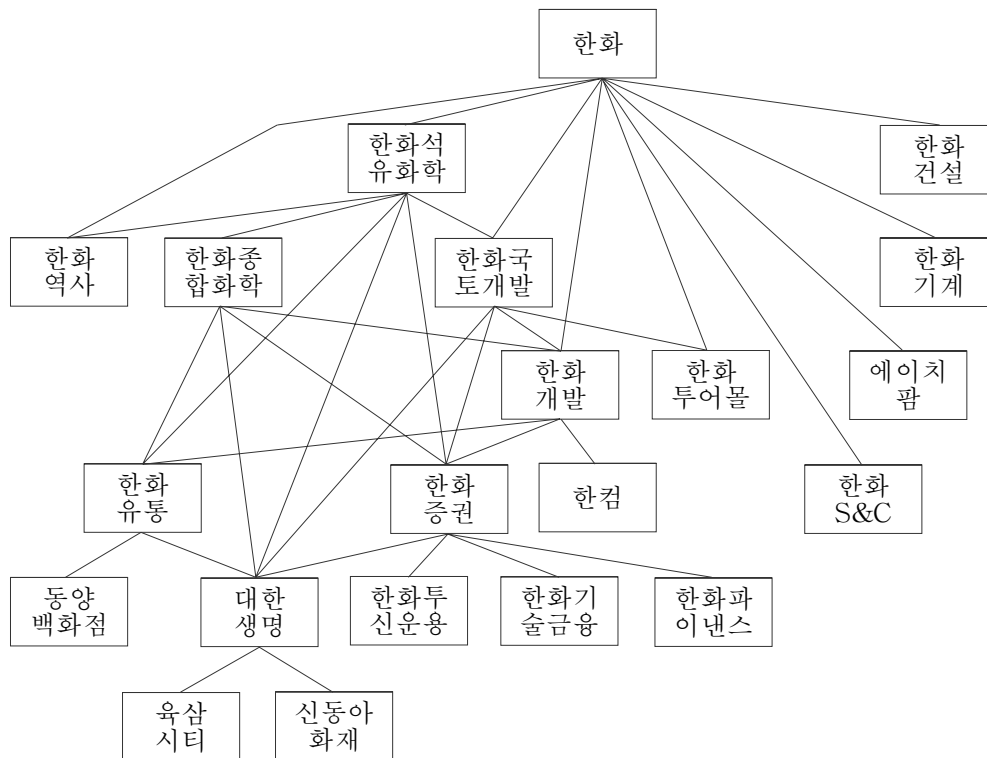 한화
한화석
유화학
한화
건설
한화
역사
한화종
합화학
한화국
토개발
한화
기계
한화
개발
한화
투어몰
에이치
팜
한화
유통
한화
증권
한컴
한화
S&C
동양
백화점
대한
생명
한화투
신운용
한화기
술금융
한화파
이낸스
육삼
시티
신동아
화재